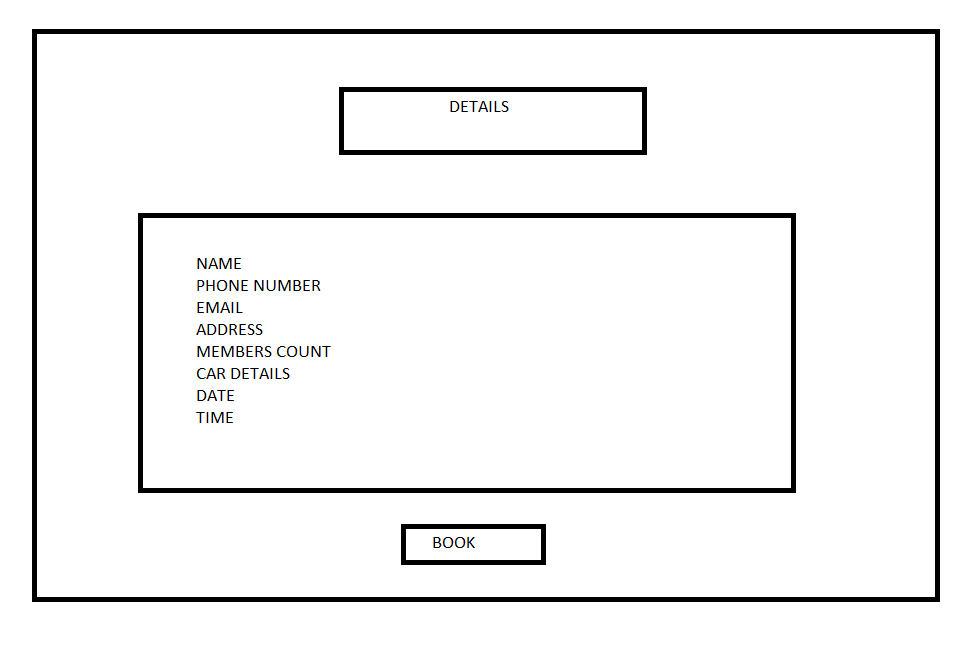 DETAILS
NAME
PHONE NUMBER
EMAIL
ADDRESS
MEMBERS COUNT
CAR DETAILS
DATE
TIME
BOOK